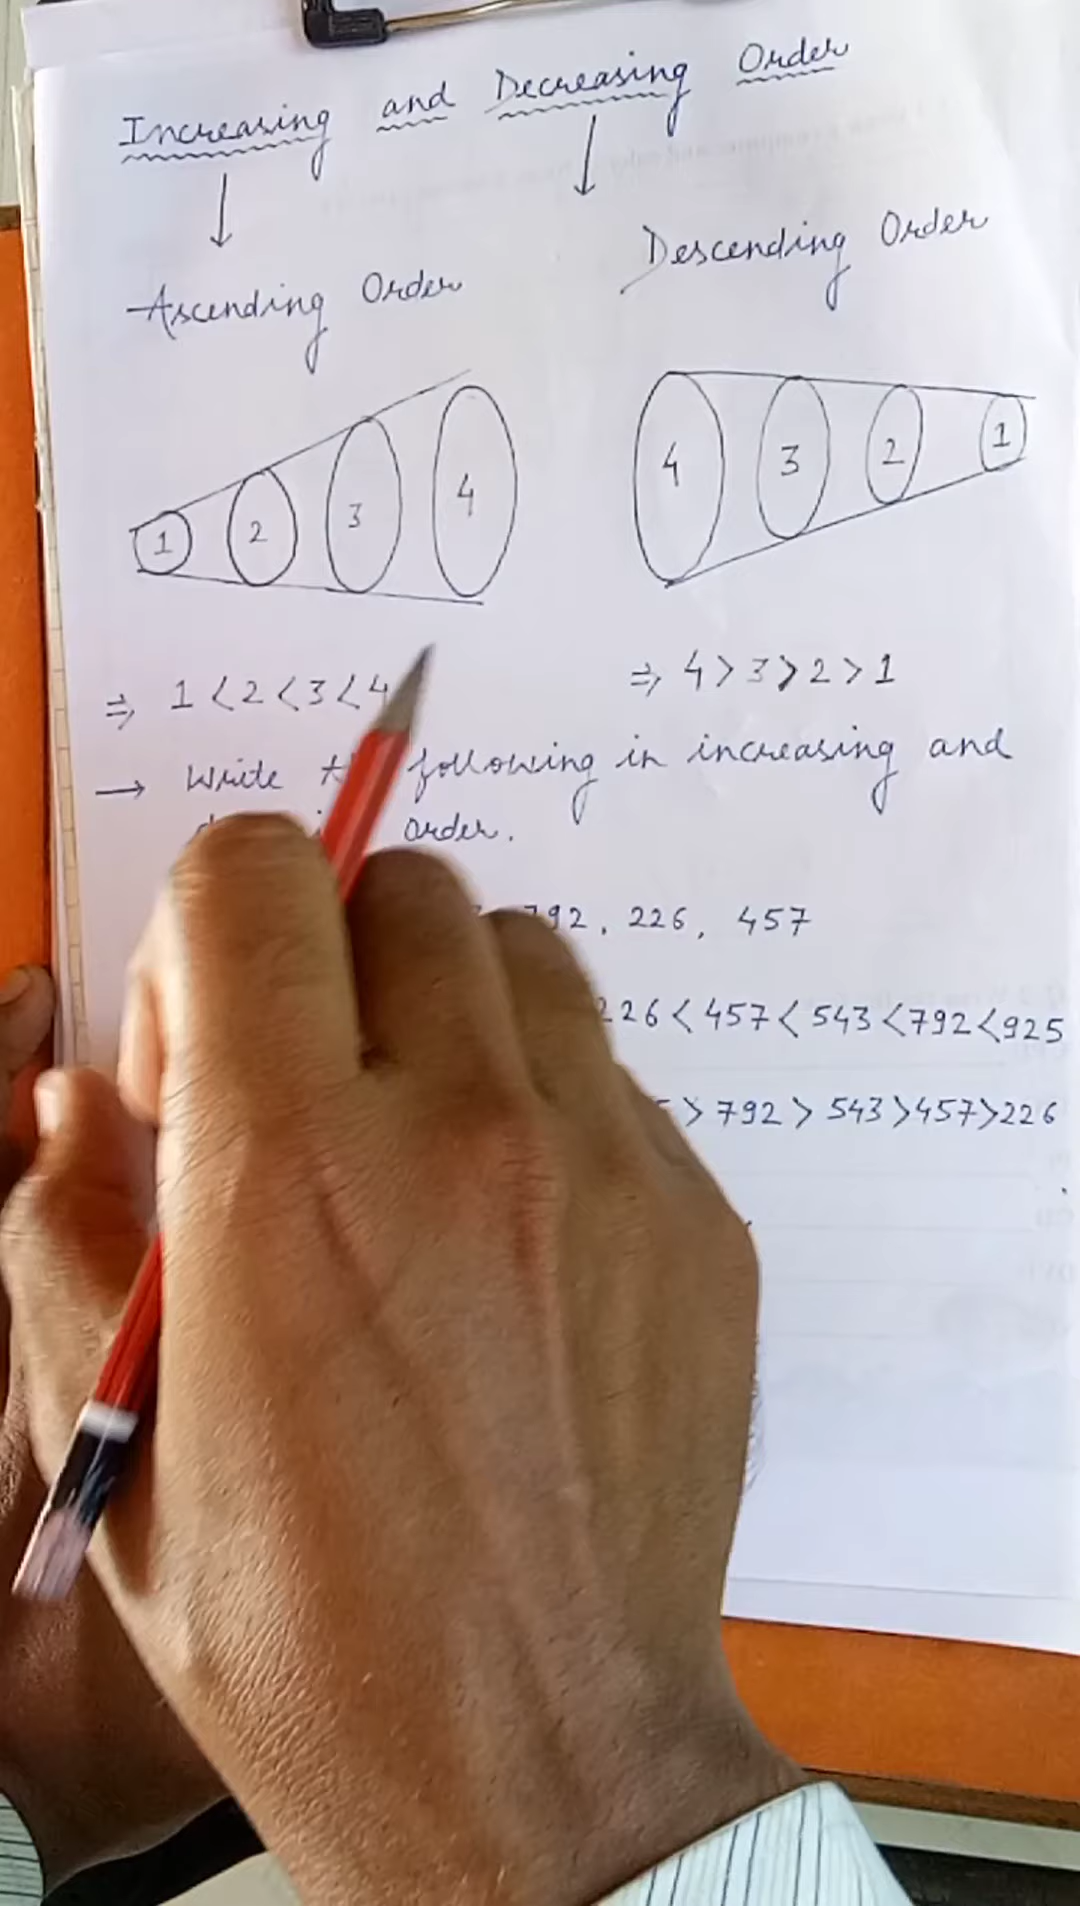 Increasing and Decreasing Order
Ascending Order
Descending Order
1 2 3 4
4 3 2 1
⇒ 1 < 2 < 3 < 4
⇒ 4 > 3 > 2 > 1
→ Write following in increasing and
order.
792, 226, 457
226 < 457 < 543 < 792 < 925
> 792 > 543 > 457 > 226